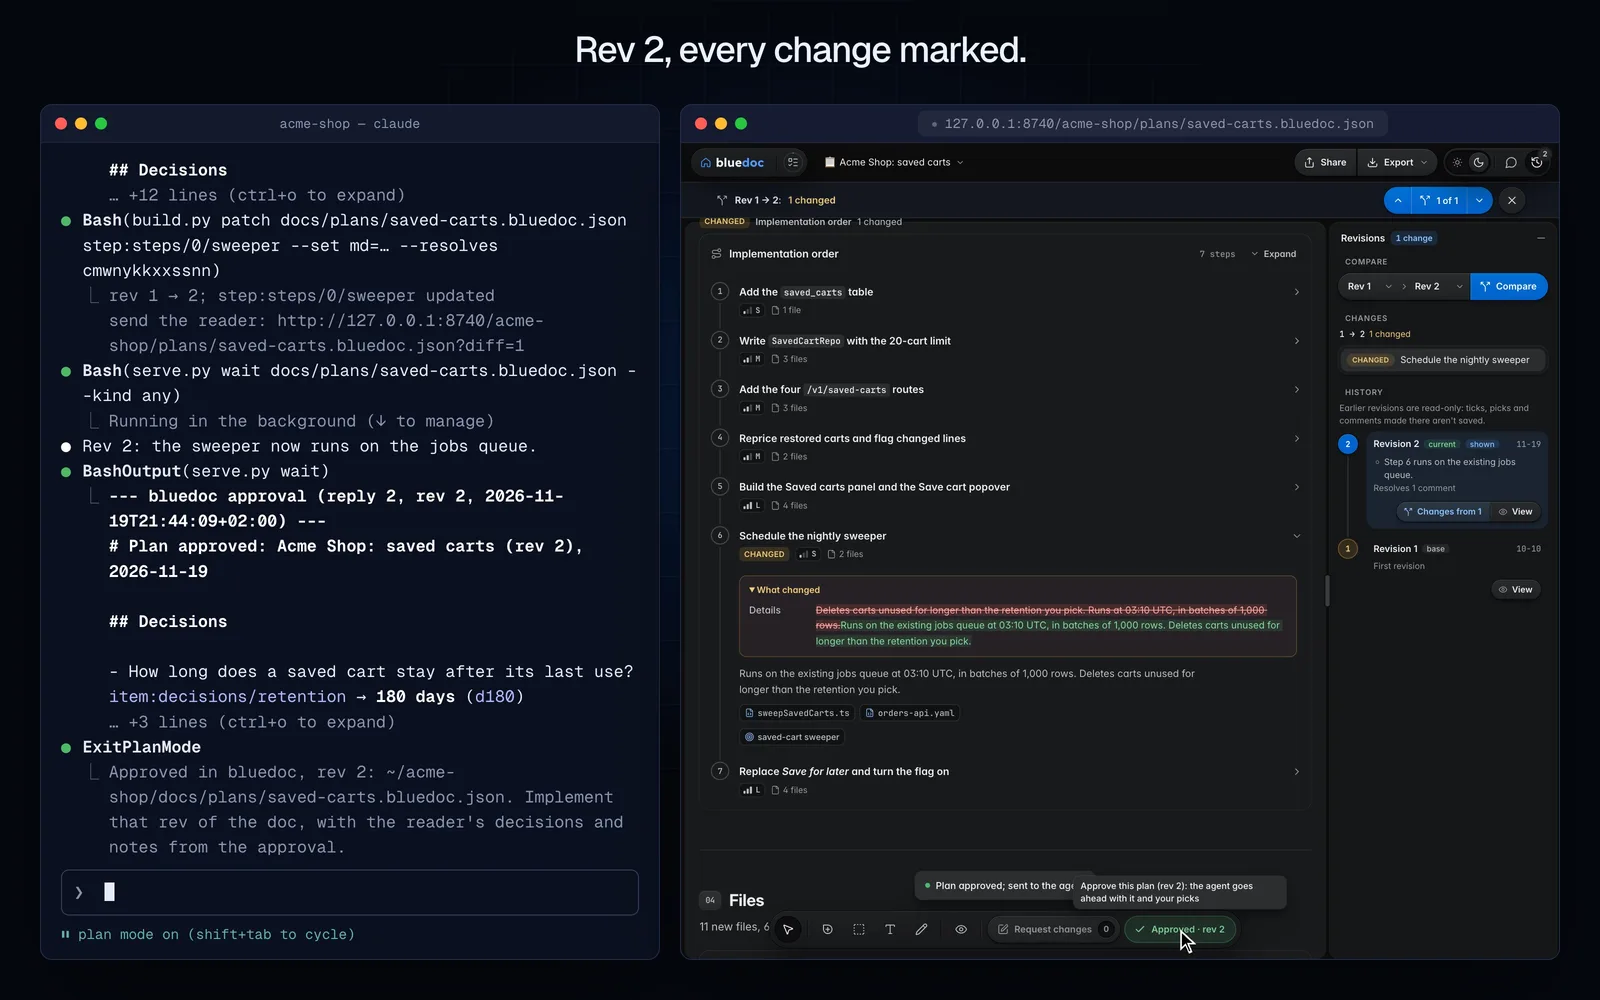 Rev 2, every change marked.
acme-shop — claude
## Decisions
… +12 lines (ctrl+o to expand)
Bash(build.py patch docs/plans/saved-carts.bluedoc.json
step:steps/0/sweeper --set md=… --resolves
cmwnykkxxssnn)
rev 1 → 2; step:steps/0/sweeper updated
send the reader: http://127.0.0.1:8740/acme-
shop/plans/saved-carts.bluedoc.json?diff=1
Bash(serve.py wait docs/plans/saved-carts.bluedoc.json -
-kind any)
Running in the background (↓ to manage)
Rev 2: the sweeper now runs on the jobs queue.
BashOutput(serve.py wait)
--- bluedoc approval (reply 2, rev 2, 2026-11-
19T21:44:09+02:00) ---
# Plan approved: Acme Shop: saved carts (rev 2),
2026-11-19
## Decisions
- How long does a saved cart stay after its last use?
item:decisions/retention → 180 days (d180)
… +3 lines (ctrl+o to expand)
ExitPlanMode
Approved in bluedoc, rev 2: ~/acme-
shop/docs/plans/saved-carts.bluedoc.json. Implement
that rev of the doc, with the reader's decisions and
notes from the approval.
❯
plan mode on (shift+tab to cycle)
127.0.0.1:8740/acme-shop/plans/saved-carts.bluedoc.json
bluedoc
Acme Shop: saved carts
Share
Export
2
Rev 1 → 2: 1 changed
1 of 1
CHANGED Implementation order 1 changed
Implementation order
7 steps
Expand
1 Add the saved_carts table
S 1 file
2 Write SavedCartRepo with the 20-cart limit
M 3 files
3 Add the four /v1/saved-carts routes
M 3 files
4 Reprice restored carts and flag changed lines
M 2 files
5 Build the Saved carts panel and the Save cart popover
L 4 files
6 Schedule the nightly sweeper
CHANGED S 2 files
▼ What changed
Details
Deletes carts unused for longer than the retention you pick. Runs at 03:10 UTC, in batches of 1,000
rows.Runs on the existing jobs queue at 03:10 UTC, in batches of 1,000 rows. Deletes carts unused for
longer than the retention you pick.
Runs on the existing jobs queue at 03:10 UTC, in batches of 1,000 rows. Deletes carts unused for
longer than the retention you pick.
sweepSavedCarts.ts orders-api.yaml
saved-cart sweeper
7 Replace Save for later and turn the flag on
L 4 files
04 Files
11 new files, 6
Plan approved; sent to the age
Approve this plan (rev 2): the agent goes
ahead with it and your picks
T
Request changes 0
Approved · rev 2
Revisions 1 change
COMPARE
Rev 1 › Rev 2 Compare
CHANGES
1 → 2 1 changed
CHANGED Schedule the nightly sweeper
HISTORY
Earlier revisions are read-only: ticks, picks and
comments made there aren't saved.
2 Revision 2 current shown 11-19
Step 6 runs on the existing jobs
queue.
Resolves 1 comment
Changes from 1 View
1 Revision 1 base 10-10
First revision
View